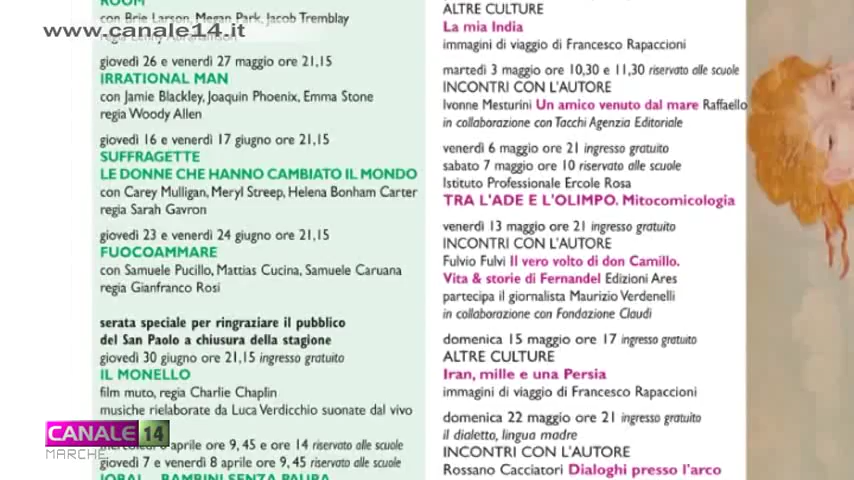 ROOM
con Brie Larson, Megan Park, Jacob Tremblay
www.canale14.it
regia Lenny Abrahamson
giovedì 26 e venerdì 27 maggio ore 21,15
IRRATIONAL MAN
con Jamie Blackley, Joaquin Phoenix, Emma Stone
regia Woody Allen
giovedì 16 e venerdì 17 giugno ore 21,15
SUFFRAGETTE
LE DONNE CHE HANNO CAMBIATO IL MONDO
con Carey Mulligan, Meryl Streep, Helena Bonham Carter
regia Sarah Gavron
giovedì 23 e venerdì 24 giugno ore 21,15
FUOCOAMMARE
con Samuele Pucillo, Mattias Cucina, Samuele Caruana
regia Gianfranco Rosi
serata speciale per ringraziare il pubblico
del San Paolo a chiusura della stagione
giovedì 30 giugno ore 21,15 ingresso gratuito
IL MONELLO
film muto, regia Charlie Chaplin
musiche rielaborate da Luca Verdicchio suonate dal vivo
aprile ore 9, 45 e ore 14 riservato alle scuole
giovedì 7 e venerdì 8 aprile ore 9, 45 riservato alle scuole
IQBAL - BAMBINI SENZA PAURA
CANALE 14
MARCHE
ALTRE CULTURE
La mia India
immagini di viaggio di Francesco Rapaccioni
martedì 3 maggio ore 10,30 e 11,30 riservato alle scuole
INCONTRI CON L'AUTORE
Ivonne Mesturini Un amico venuto dal mare Raffaello
in collaborazione con Tacchi Agenzia Editoriale
venerdì 6 maggio ore 21 ingresso gratuito
sabato 7 maggio ore 10 riservato alle scuole
Istituto Professionale Ercole Rosa
TRA L'ADE E L'OLIMPO. Mitocomicologia
venerdì 13 maggio ore 21 ingresso gratuito
INCONTRI CON L'AUTORE
Fulvio Fulvi Il vero volto di don Camillo.
Vita & storie di Fernandel Edizioni Ares
partecipa il giornalista Maurizio Verdenelli
in collaborazione con Fondazione Claudi
domenica 15 maggio ore 17 ingresso gratuito
ALTRE CULTURE
Iran, mille e una Persia
immagini di viaggio di Francesco Rapaccioni
domenica 22 maggio ore 21 ingresso gratuito
il dialetto, lingua madre
INCONTRI CON L'AUTORE
Rossano Cacciatori Dialoghi presso l'arco